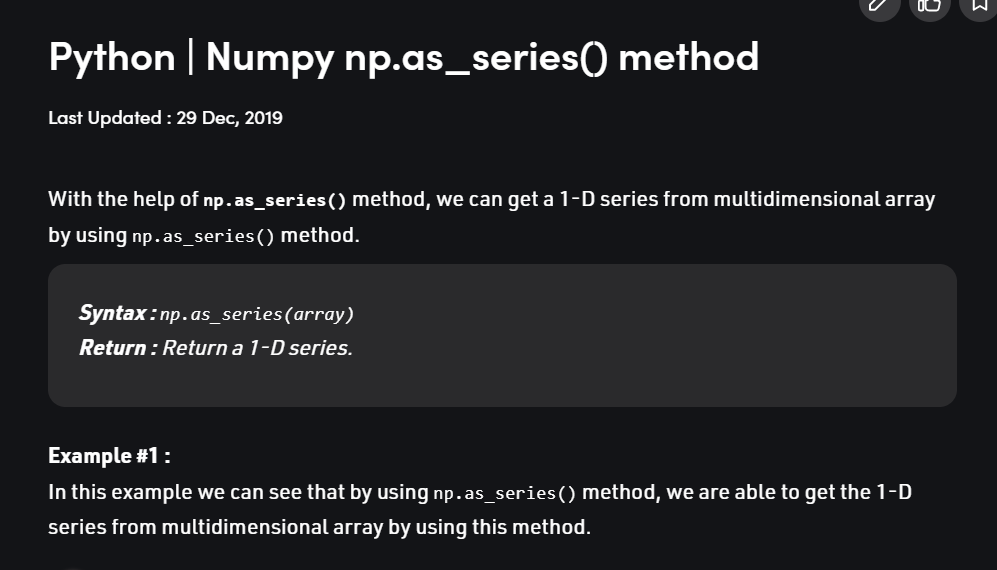 Python | Numpy np.as_series() method
Last Updated : 29 Dec, 2019
With the help of np.as_series() method, we can get a 1-D series from multidimensional array
by using np.as_series() method.
Syntax : np.as_series(array)
Return : Return a 1-D series.
Example #1 :
In this example we can see that by using np.as_series() method, we are able to get the 1-D
series from multidimensional array by using this method.